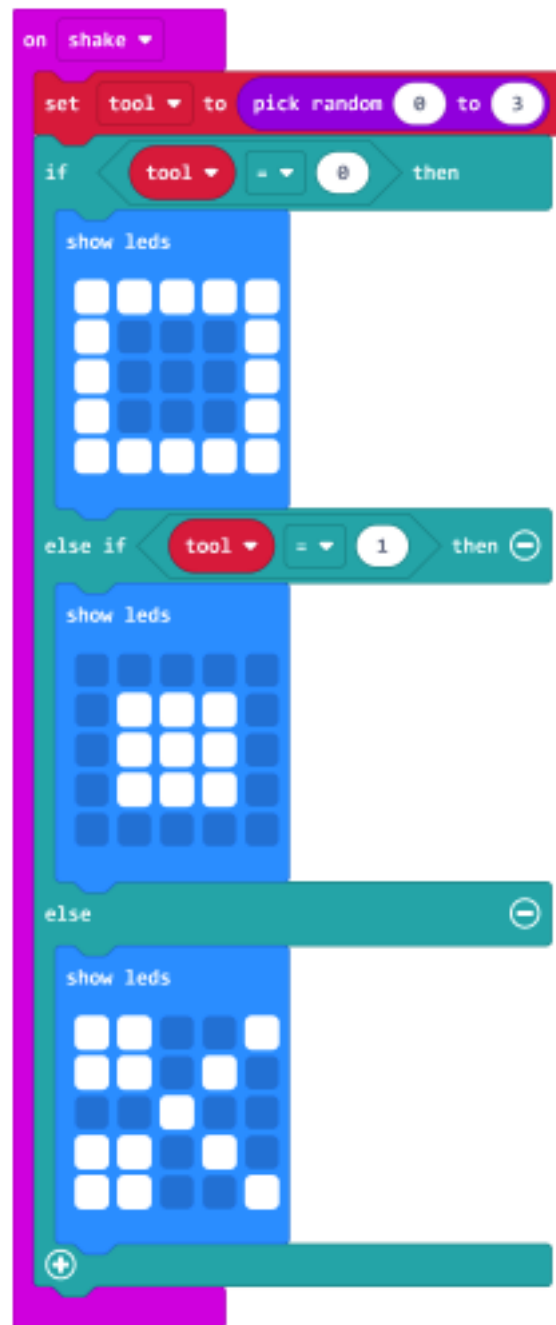 on shake
set tool to pick random 0 to 3
if tool = 0 then
show leds
else if tool = 1 then
show leds
else
show leds